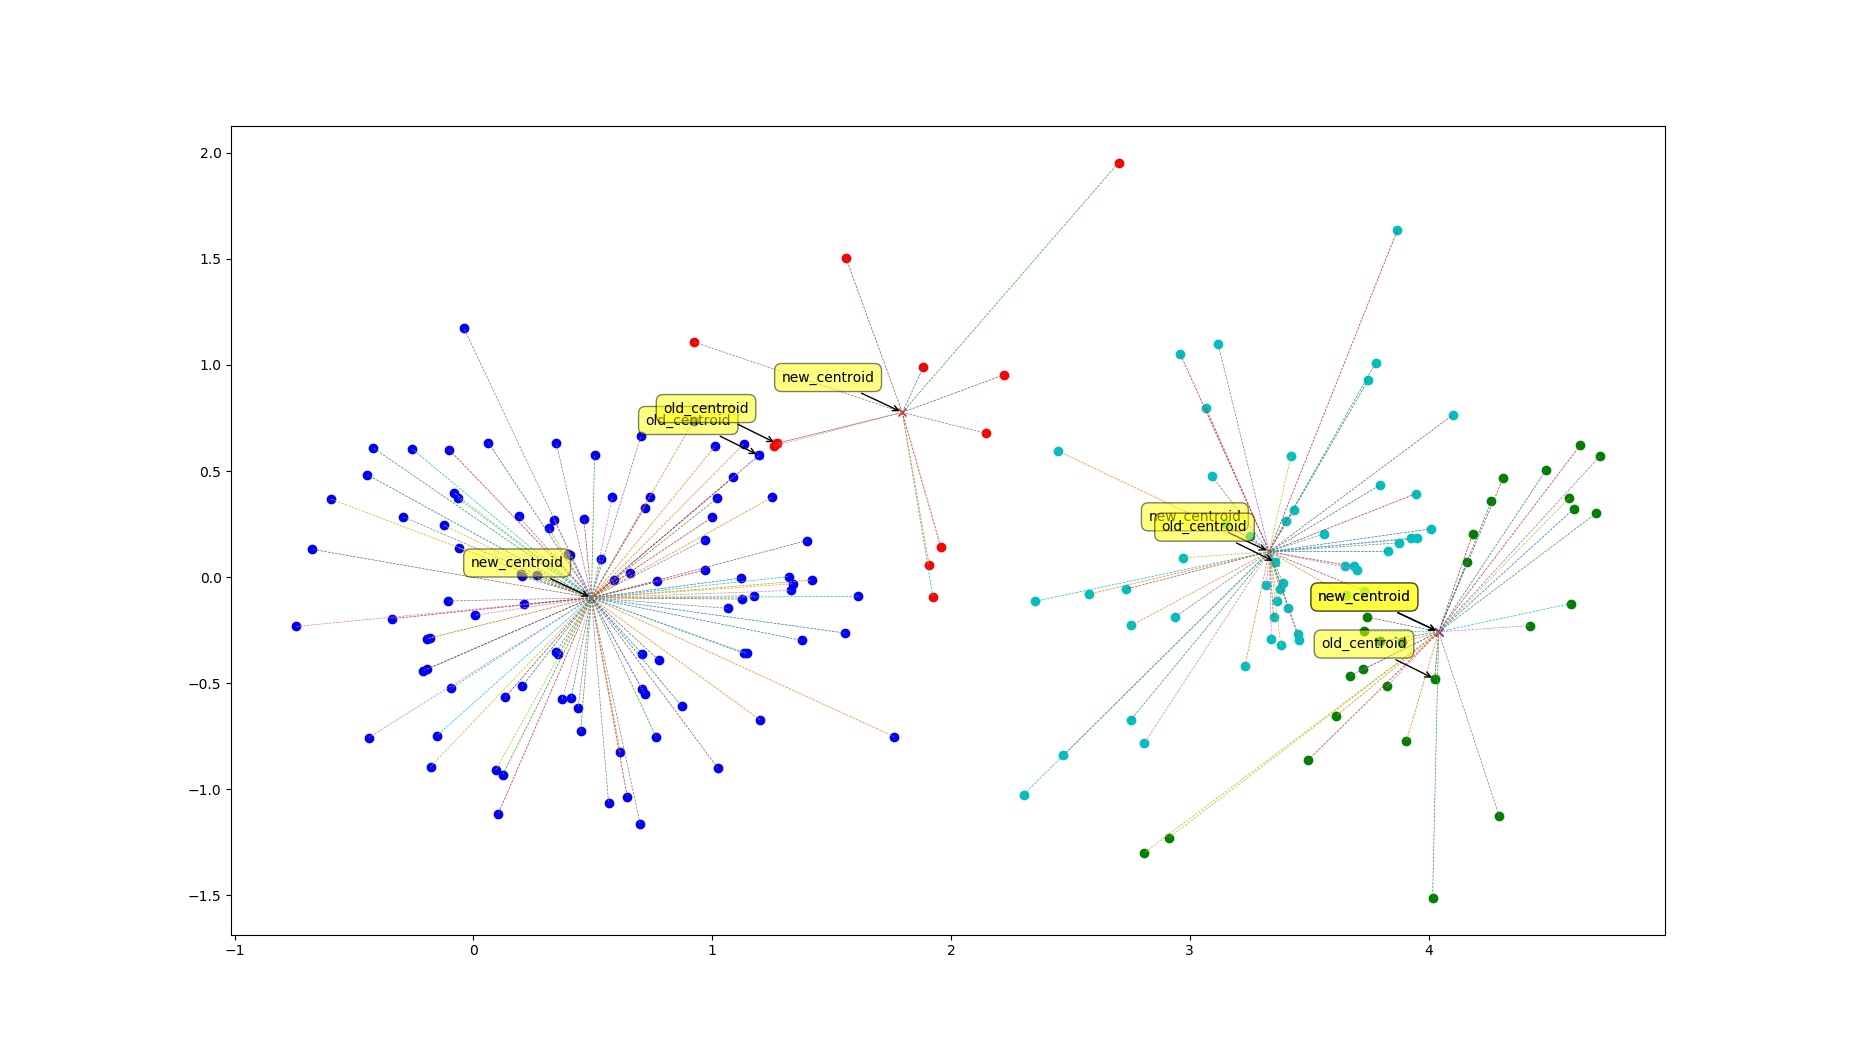 2.0
1.5
new_centroid
1.0
old_centroid
old_centroid
0.5
new_centroid
old_centroid
new_centroid
0.0
new_centroid
old_centroid
−0.5
−1.0
−1.5
−1 0 1 2 3 4